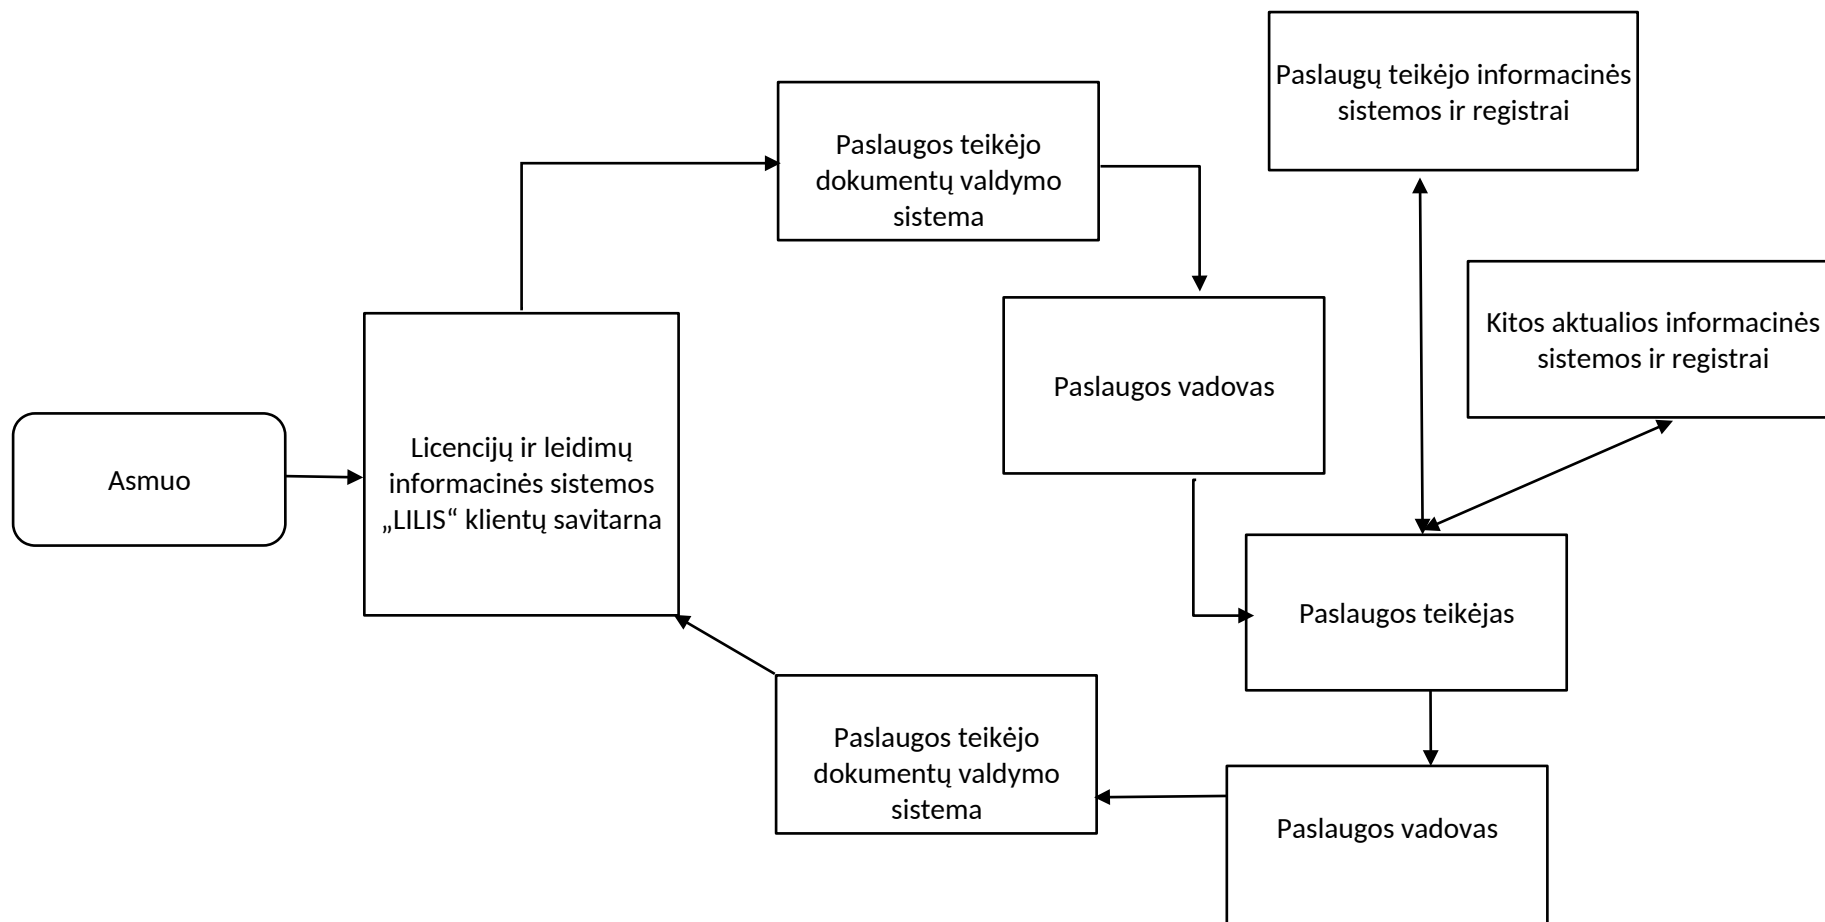 Paslaugų teikėjo informacinės
sistemos ir registrai
Paslaugos teikėjo
dokumentų valdymo
sistema
Kitos aktualios informacinės
sistemos ir registrai
Paslaugos vadovas
Licencijų ir leidimų
informacinės sistemos
„LILIS“ klientų savitarna
Asmuo
Paslaugos teikėjas
Paslaugos teikėjo
dokumentų valdymo
sistema
Paslaugos vadovas